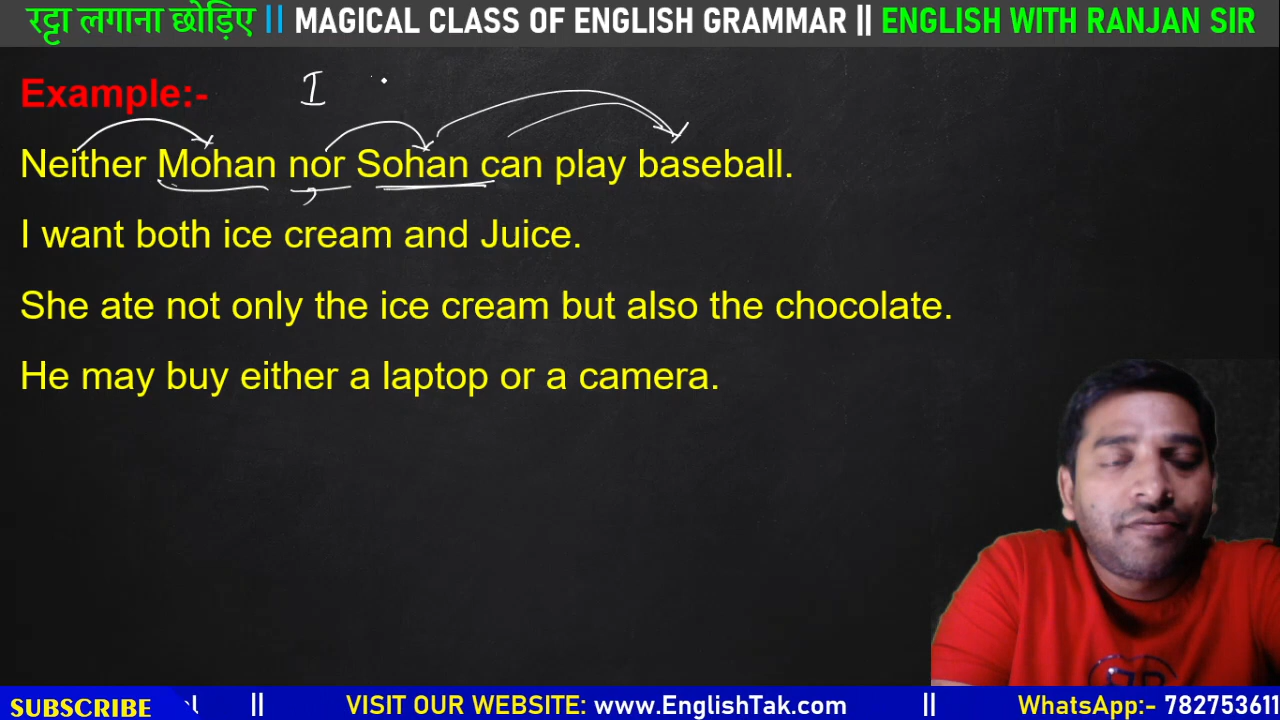 रट्टा लगाना छोड़िए || MAGICAL CLASS OF ENGLISH GRAMMAR || ENGLISH WITH RANJAN SIR
Example:- I
Neither Mohan nor Sohan can play baseball.
I want both ice cream and Juice.
She ate not only the ice cream but also the chocolate.
He may buy either a laptop or a camera.
SUBSCRIBE || VISIT OUR WEBSITE: www.EnglishTak.com || WhatsApp:- 782753611